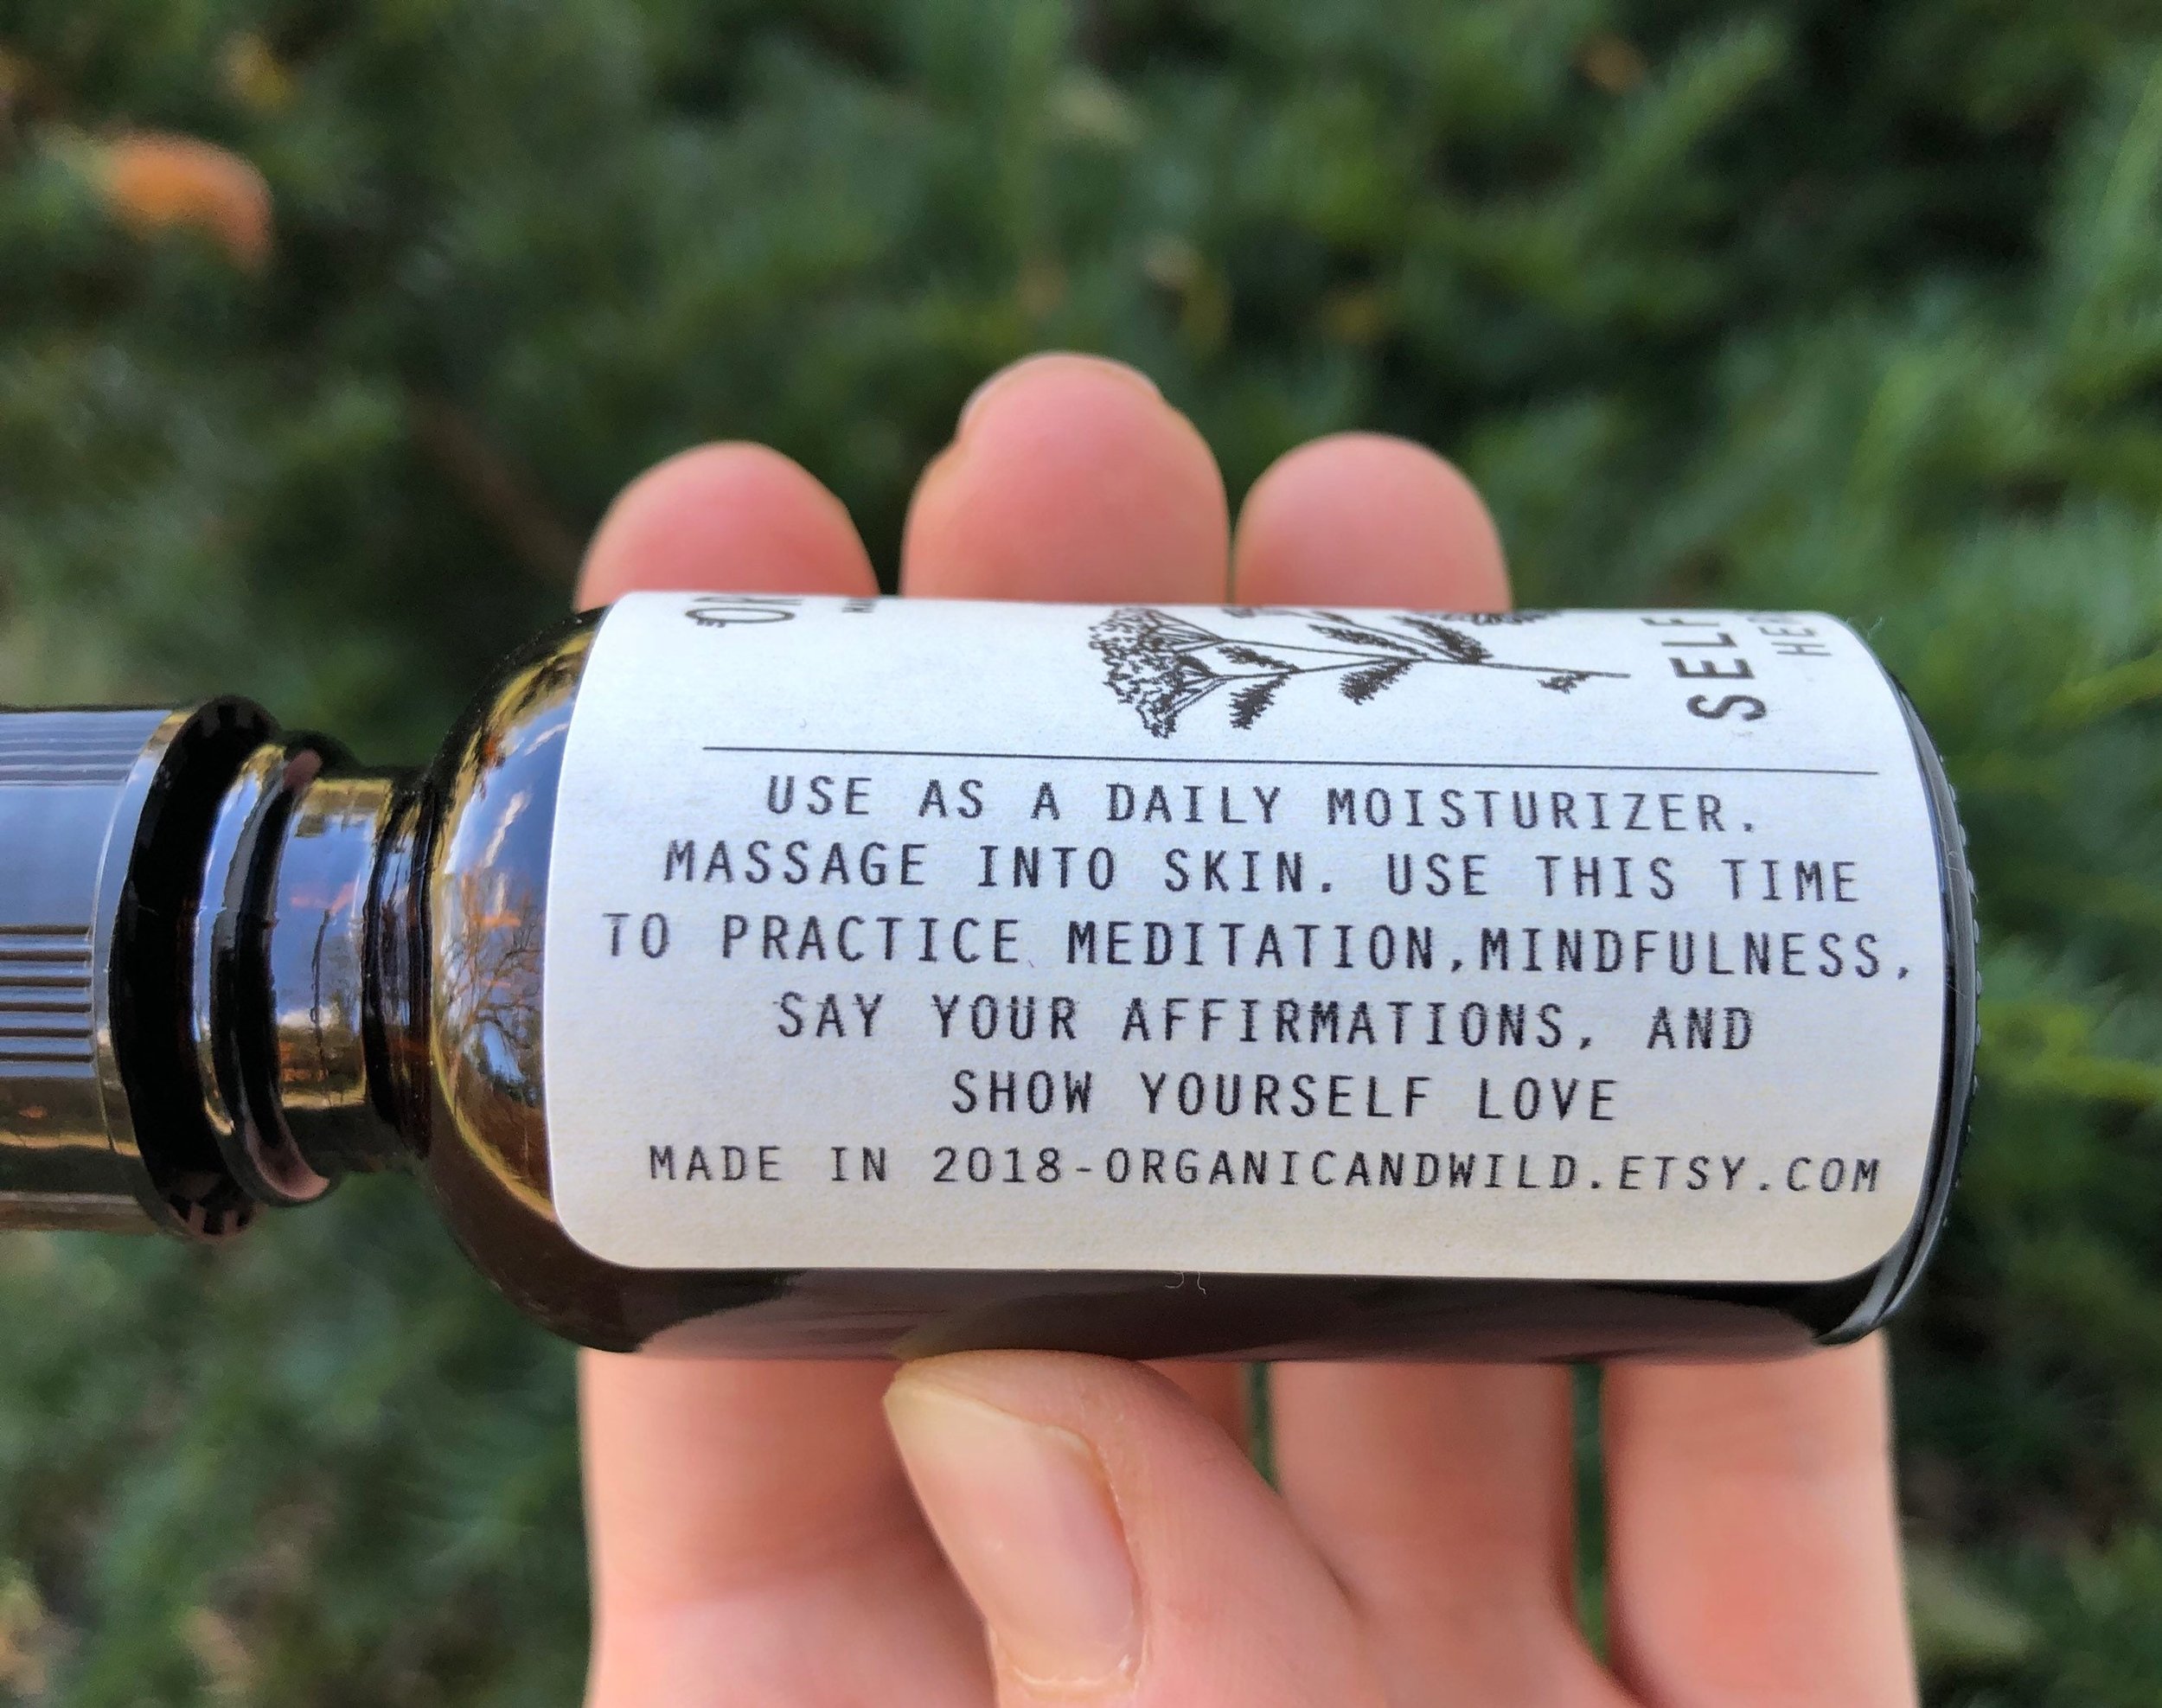 SELF
USE AS A DAILY MOISTURIZER.
MASSAGE INTO SKIN. USE THIS TIME
TO PRACTICE MEDITATION,MINDFULNESS,
SAY YOUR AFFIRMATIONS, AND
SHOW YOURSELF LOVE
MADE IN 2018-ORGANICANDWILD.ETSY.COM